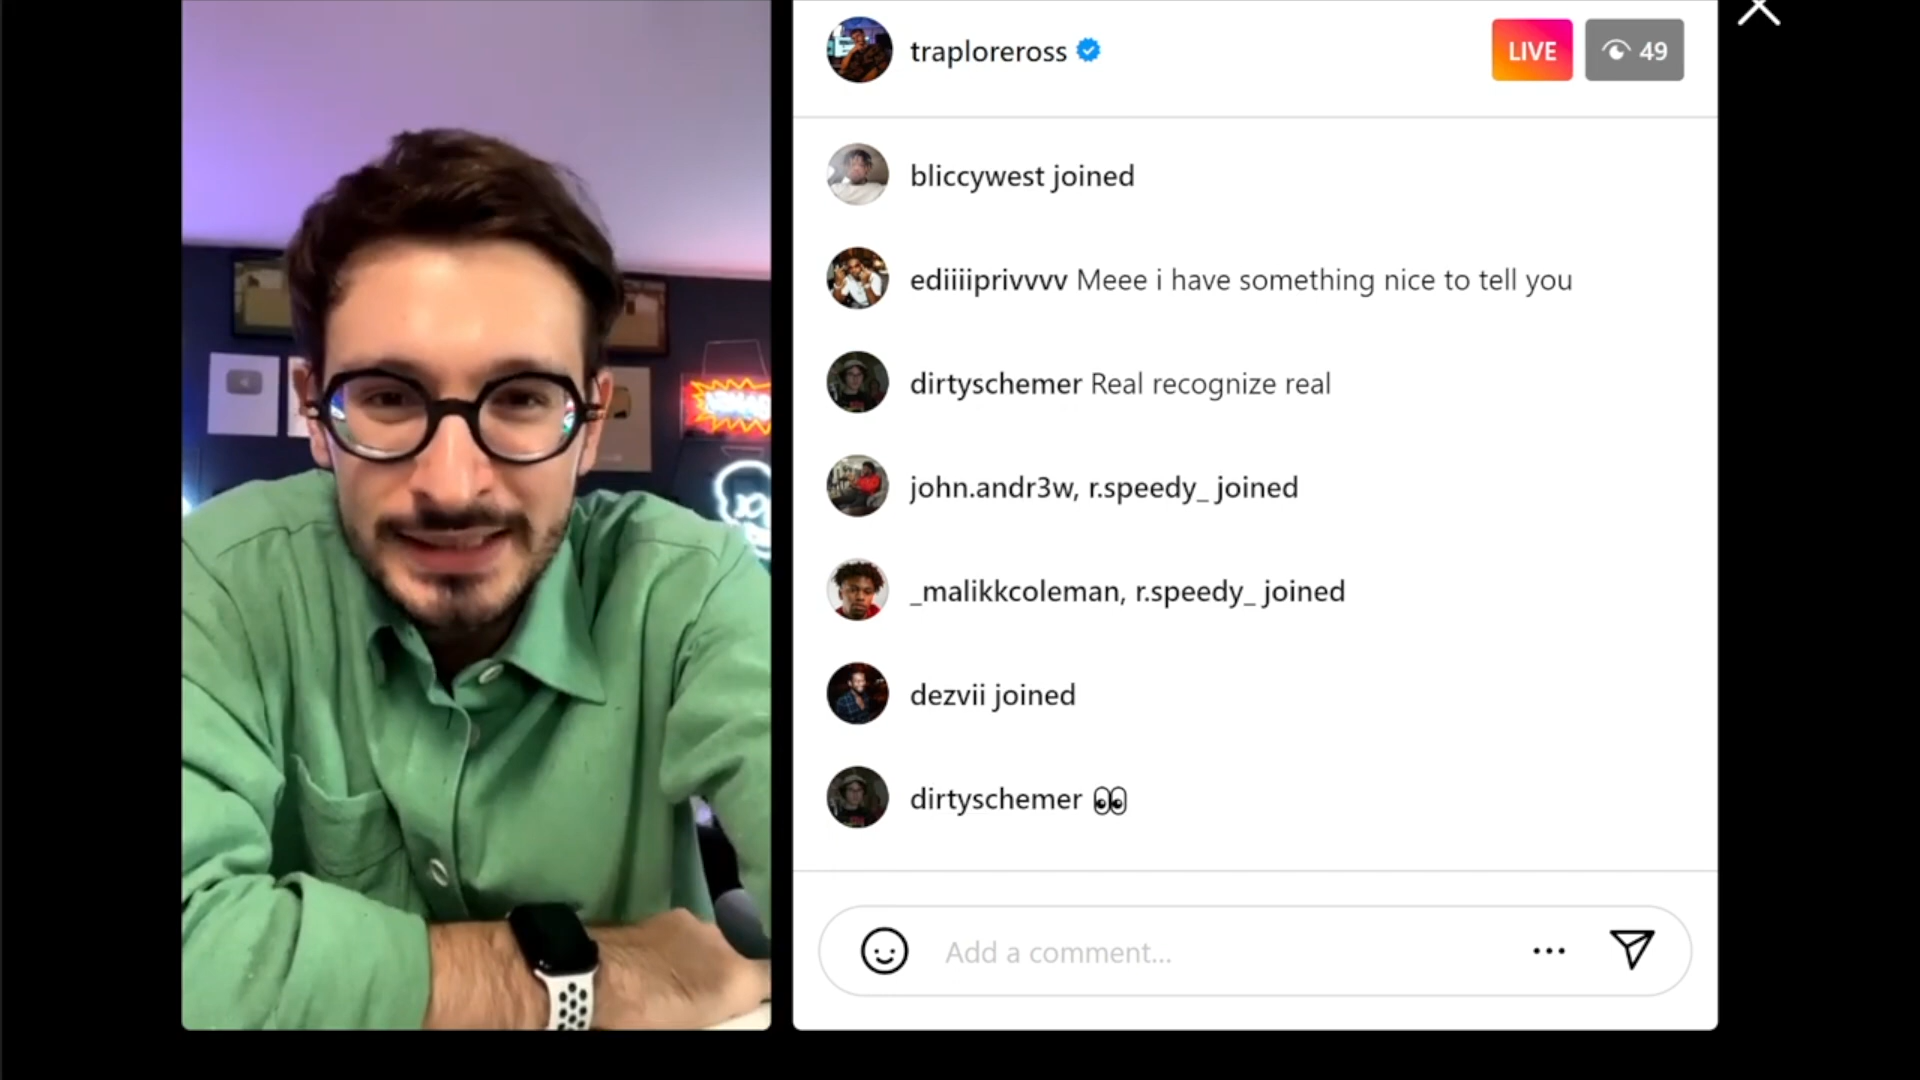 traploreross
LIVE
49
bliccywest joined
ediiiiprivvvv Meee i have something nice to tell you
dirtyschemer Real recognize real
john.andr3w, r.speedy_ joined
_malikkcoleman, r.speedy_ joined
dezvii joined
dirtyschemer 👀
Add a comment...